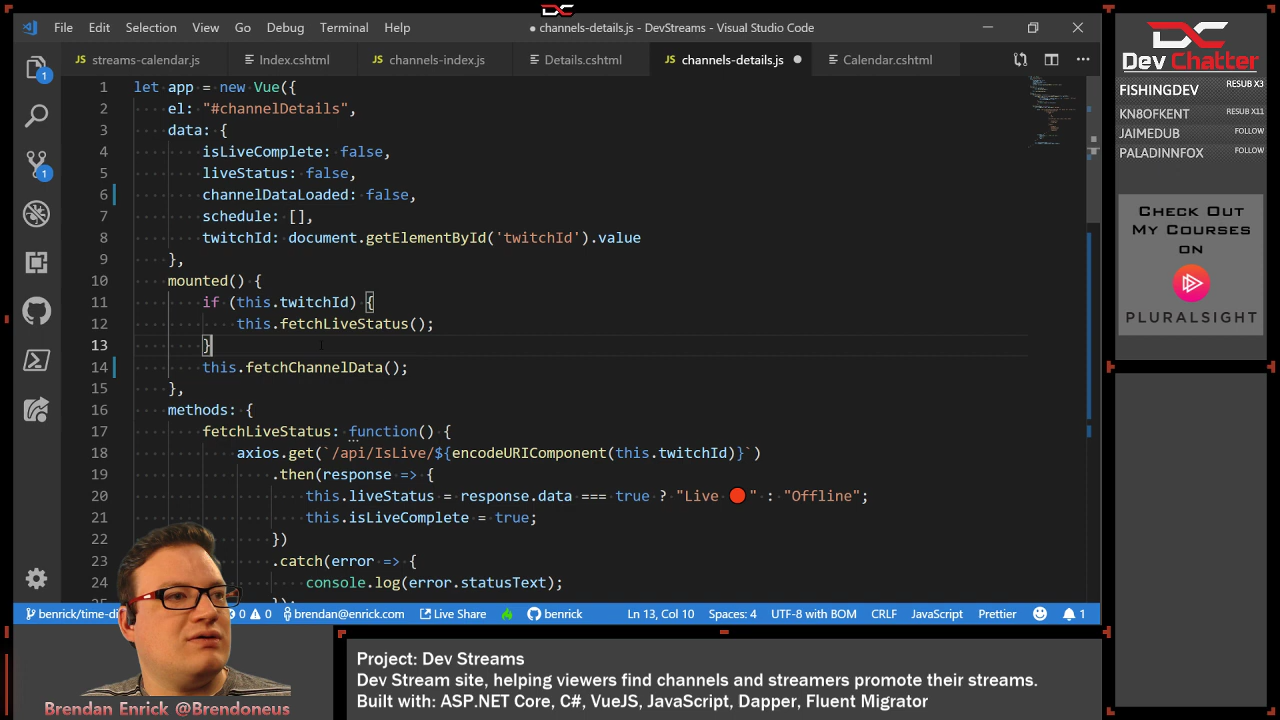 File Edit Selection View Go Debug Terminal Help
● channels-details.js - DevStreams - Visual Studio Code
JS streams-calendar.js
Index.cshtml
JS channels-index.js
Details.cshtml
JS channels-details.js
Calendar.cshtml
1 let app = new Vue({
2 el: "#channelDetails",
3 data: {
4 isLiveComplete: false,
5 liveStatus: false,
6 channelDataLoaded: false,
7 schedule: [],
8 twitchId: document.getElementById('twitchId').value
9 },
10 mounted() {
11 if (this.twitchId) {
12 this.fetchLiveStatus();
13 }
14 this.fetchChannelData();
15 },
16 methods: {
17 fetchLiveStatus: function() {
18 axios.get(`/api/IsLive/${encodeURIComponent(this.twitchId)}`)
19 .then(response => {
20 this.liveStatus = response.data === true ? "Live 🔴" : "Offline";
21 this.isLiveComplete = true;
22 })
23 .catch(error => {
24 console.log(error.statusText);
1
1
benrick/time-di
0 0
brendan@enrick.com
Live Share
benrick
Ln 13, Col 10
Spaces: 4
UTF-8 with BOM
CRLF
JavaScript
Prettier
1
DC
Dev Chatter
FISHINGDEV RESUB X3
KN8OFKENT RESUB X11
JAIMEDUB FOLLOW
PALADINNFOX FOLLOW
Check Out
My Courses
on
PLURALSIGHT
Brendan Enrick @Brendoneus
Project: Dev Streams
Dev Stream site, helping viewers find channels and streamers promote their streams.
Built with: ASP.NET Core, C#, VueJS, JavaScript, Dapper, Fluent Migrator